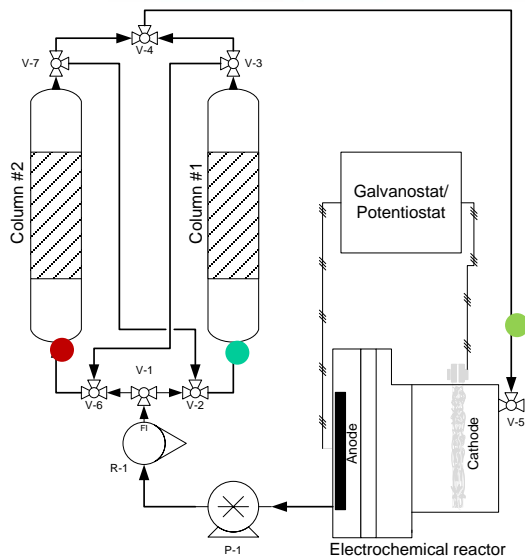 V-4
V-7
V-3
Column #2
Column #1
Galvanostat/
Potentiostat
V-1
V-6
V-2
V-5
FI
R-1
Anode
Cathode
P-1
Electrochemical reactor